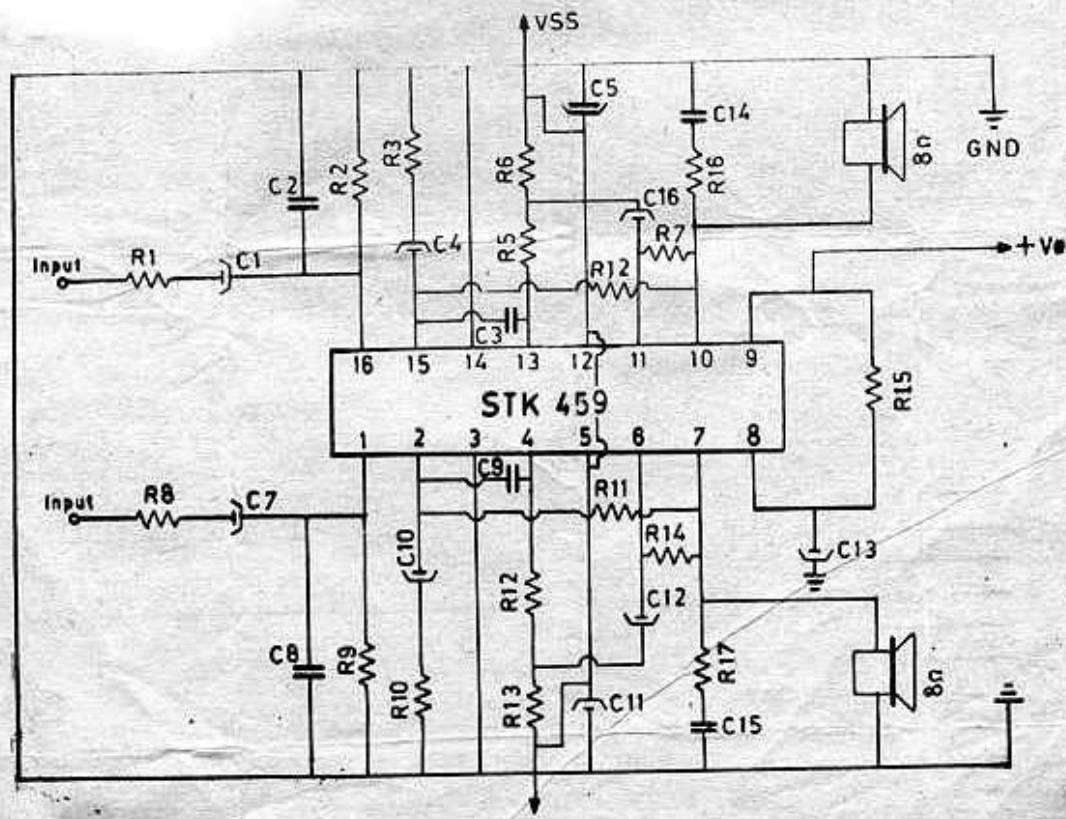 VSS
C5
C14
R3
R2
R6
R16
8Ω
GND
C2
C16
R1
C1
C4
R5
R7
+ Ve
Input
R12
C3
16 15 14 13 12 11 10 9
R15
STK 459
1 2 3 4 5 6 7 8
C9
Input
R8
C7
R11
R14
C10
C13
R12
C12
C8
R9
R10
R13
C11
R17
8Ω
C15